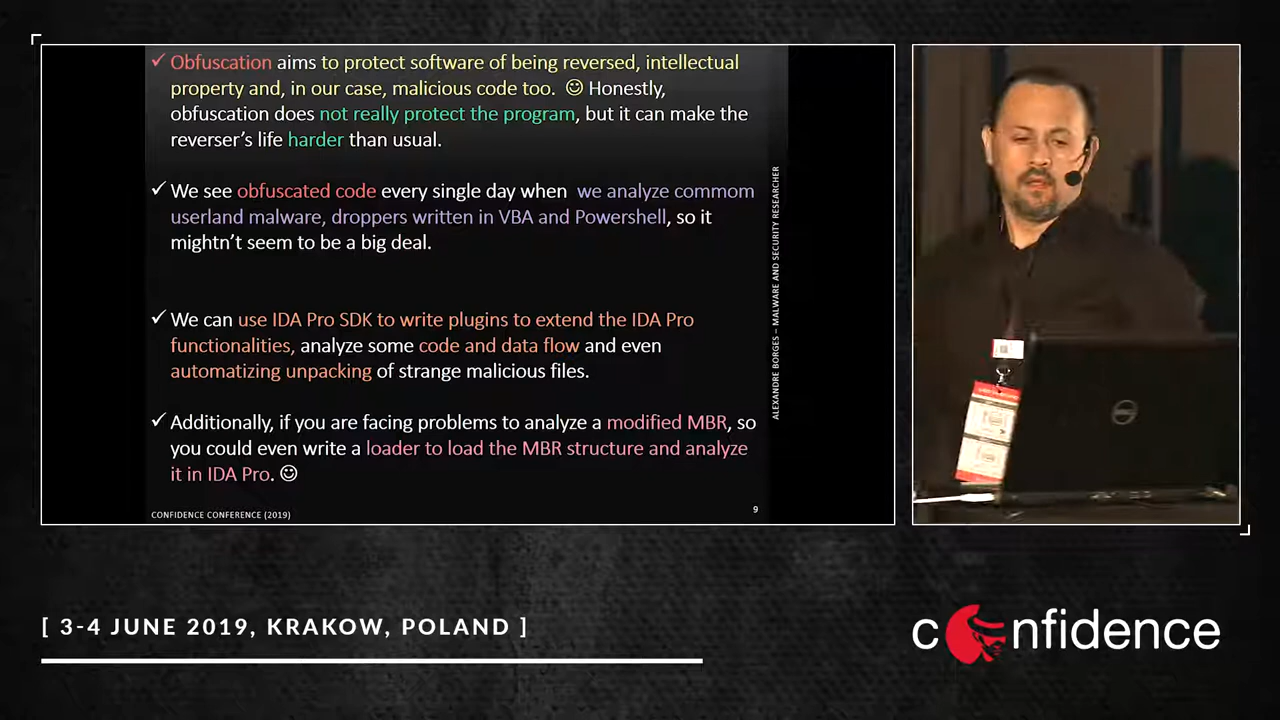 ✓ Obfuscation aims to protect software of being reversed, intellectual
property and, in our case, malicious code too. ☺ Honestly,
obfuscation does not really protect the program, but it can make the
reverser's life harder than usual.
✓ We see obfuscated code every single day when we analyze commom
userland malware, droppers written in VBA and Powershell, so it
mightn't seem to be a big deal.
✓ We can use IDA Pro SDK to write plugins to extend the IDA Pro
functionalities, analyze some code and data flow and even
automatizing unpacking of strange malicious files.
✓ Additionally, if you are facing problems to analyze a modified MBR, so
you could even write a loader to load the MBR structure and analyze
it in IDA Pro. ☺
CONFIDENCE CONFERENCE (2019)
9
ALEXANDRE BORGES – MALWARE AND SECURITY RESEARCHER
DELL
[ 3-4 JUNE 2019, KRAKOW, POLAND ]
confidence